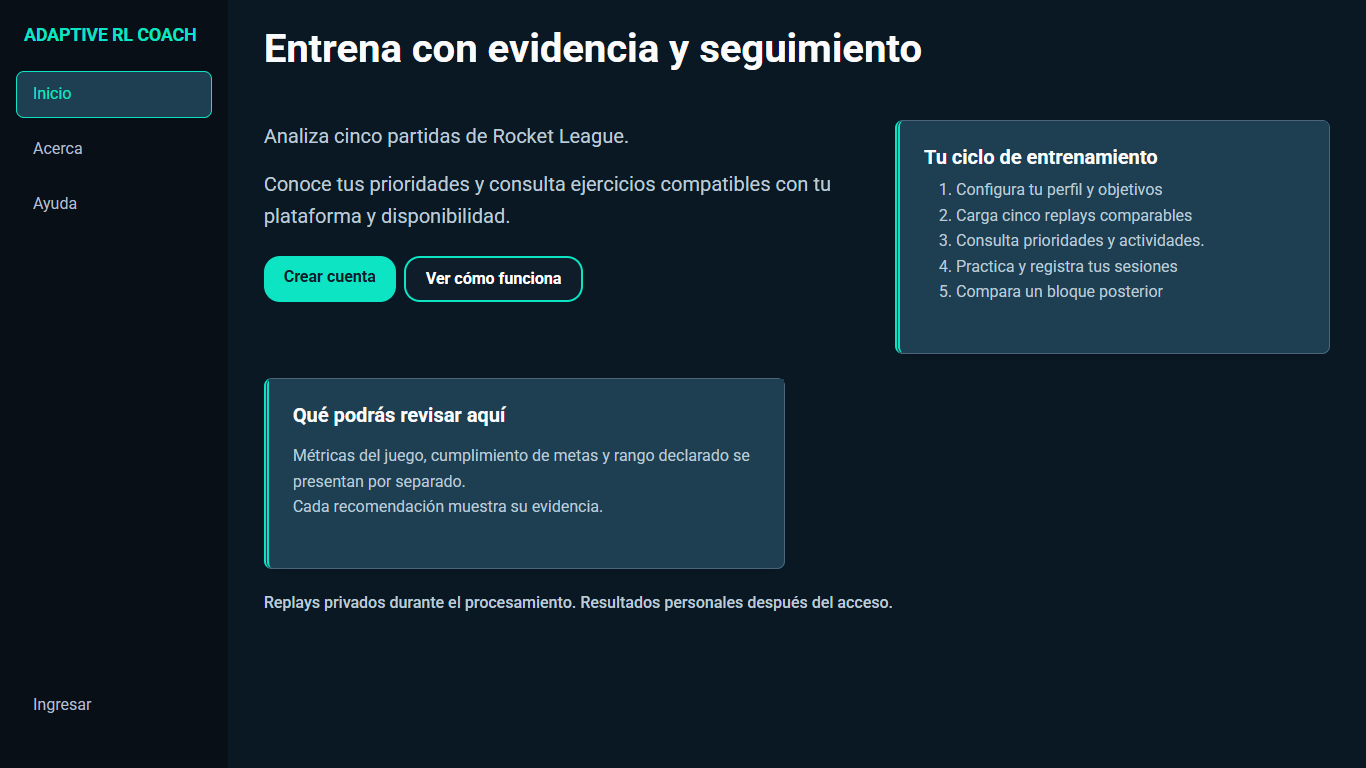 ADAPTIVE RL COACH
Inicio
Acerca
Ayuda
Ingresar
Entrena con evidencia y seguimiento
Analiza cinco partidas de Rocket League.
Conoce tus prioridades y consulta ejercicios compatibles con tu
plataforma y disponibilidad.
Crear cuenta
Ver cómo funciona
Tu ciclo de entrenamiento
1. Configura tu perfil y objetivos
2. Carga cinco replays comparables
3. Consulta prioridades y actividades.
4. Practica y registra tus sesiones
5. Compara un bloque posterior
Qué podrás revisar aquí
Métricas del juego, cumplimiento de metas y rango declarado se
presentan por separado.
Cada recomendación muestra su evidencia.
Replays privados durante el procesamiento. Resultados personales después del acceso.